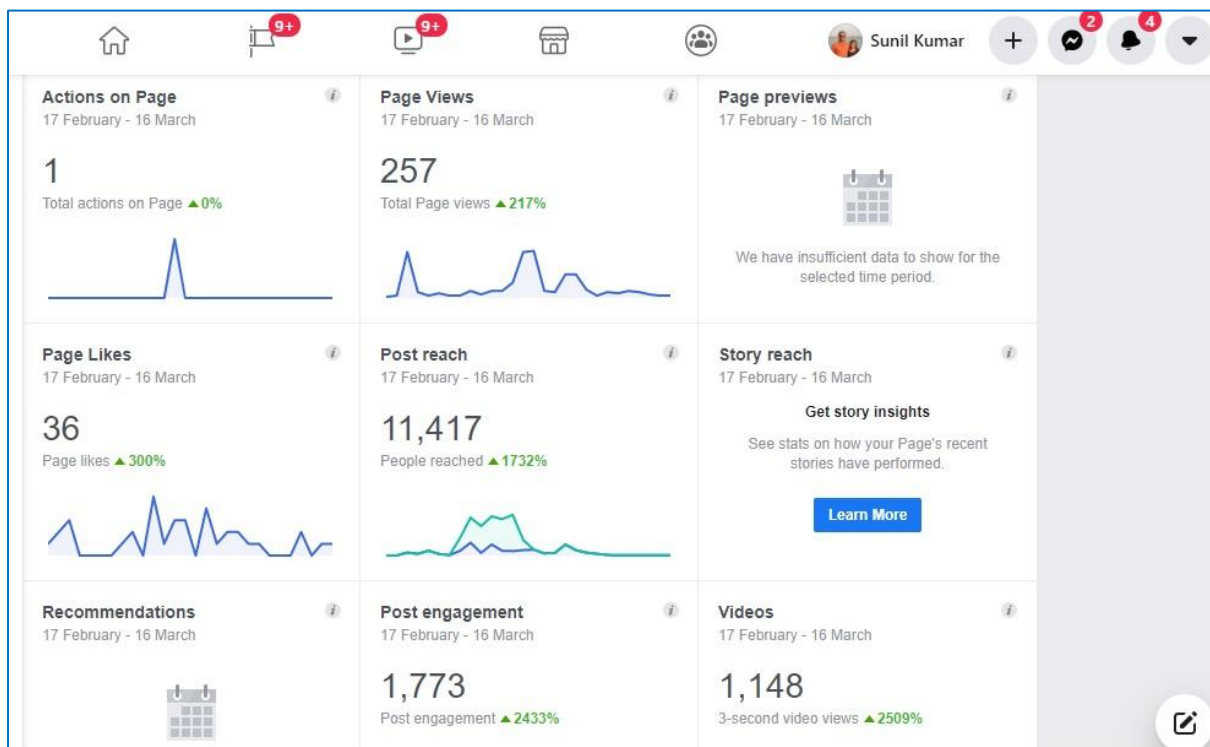 9+
9+
Sunil Kumar
2
4
Actions on Page
17 February - 16 March
1
Total actions on Page 0%
Page Views
17 February - 16 March
257
Total Page views 217%
Page previews
17 February - 16 March
We have insufficient data to show for the
selected time period.
Page Likes
17 February - 16 March
36
Page likes 300%
Post reach
17 February - 16 March
11,417
People reached 1732%
Story reach
17 February - 16 March
Get story insights
See stats on how your Page's recent
stories have performed.
Learn More
Recommendations
17 February - 16 March
Post engagement
17 February - 16 March
1,773
Post engagement 2433%
Videos
17 February - 16 March
1,148
3-second video views 2509%